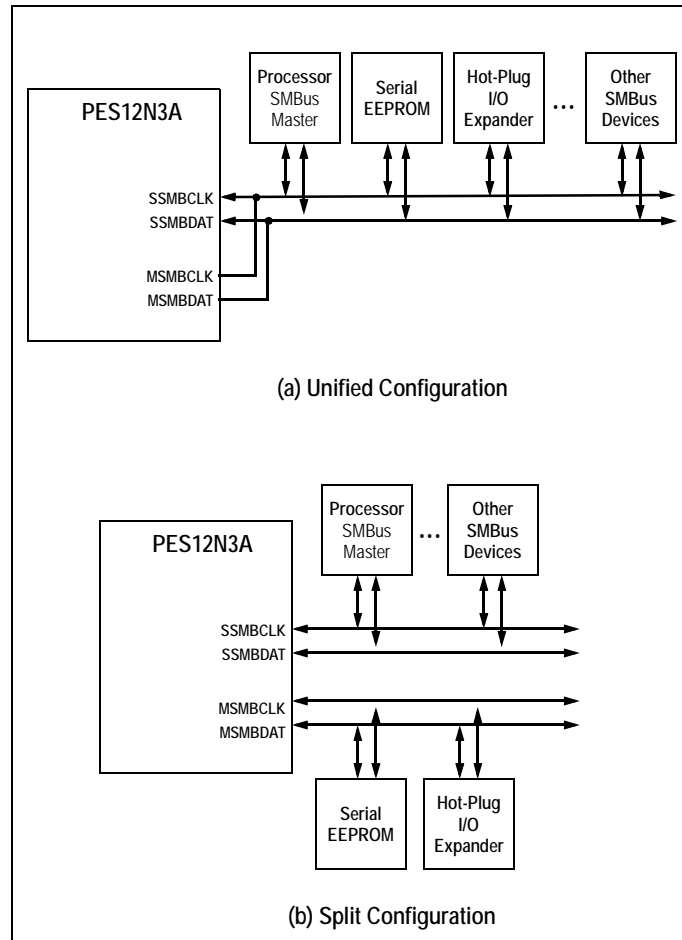 PES12N3A
Processor
SMBus
Master
Serial
EEPROM
Hot-Plug
I/O
Expander
...
Other
SMBus
Devices
SSMBCLK
SSMBDAT
MSMBCLK
MSMBDAT
(a) Unified Configuration
PES12N3A
Processor
SMBus
Master
...
Other
SMBus
Devices
SSMBCLK
SSMBDAT
MSMBCLK
MSMBDAT
Serial
EEPROM
Hot-Plug
I/O
Expander
(b) Split Configuration